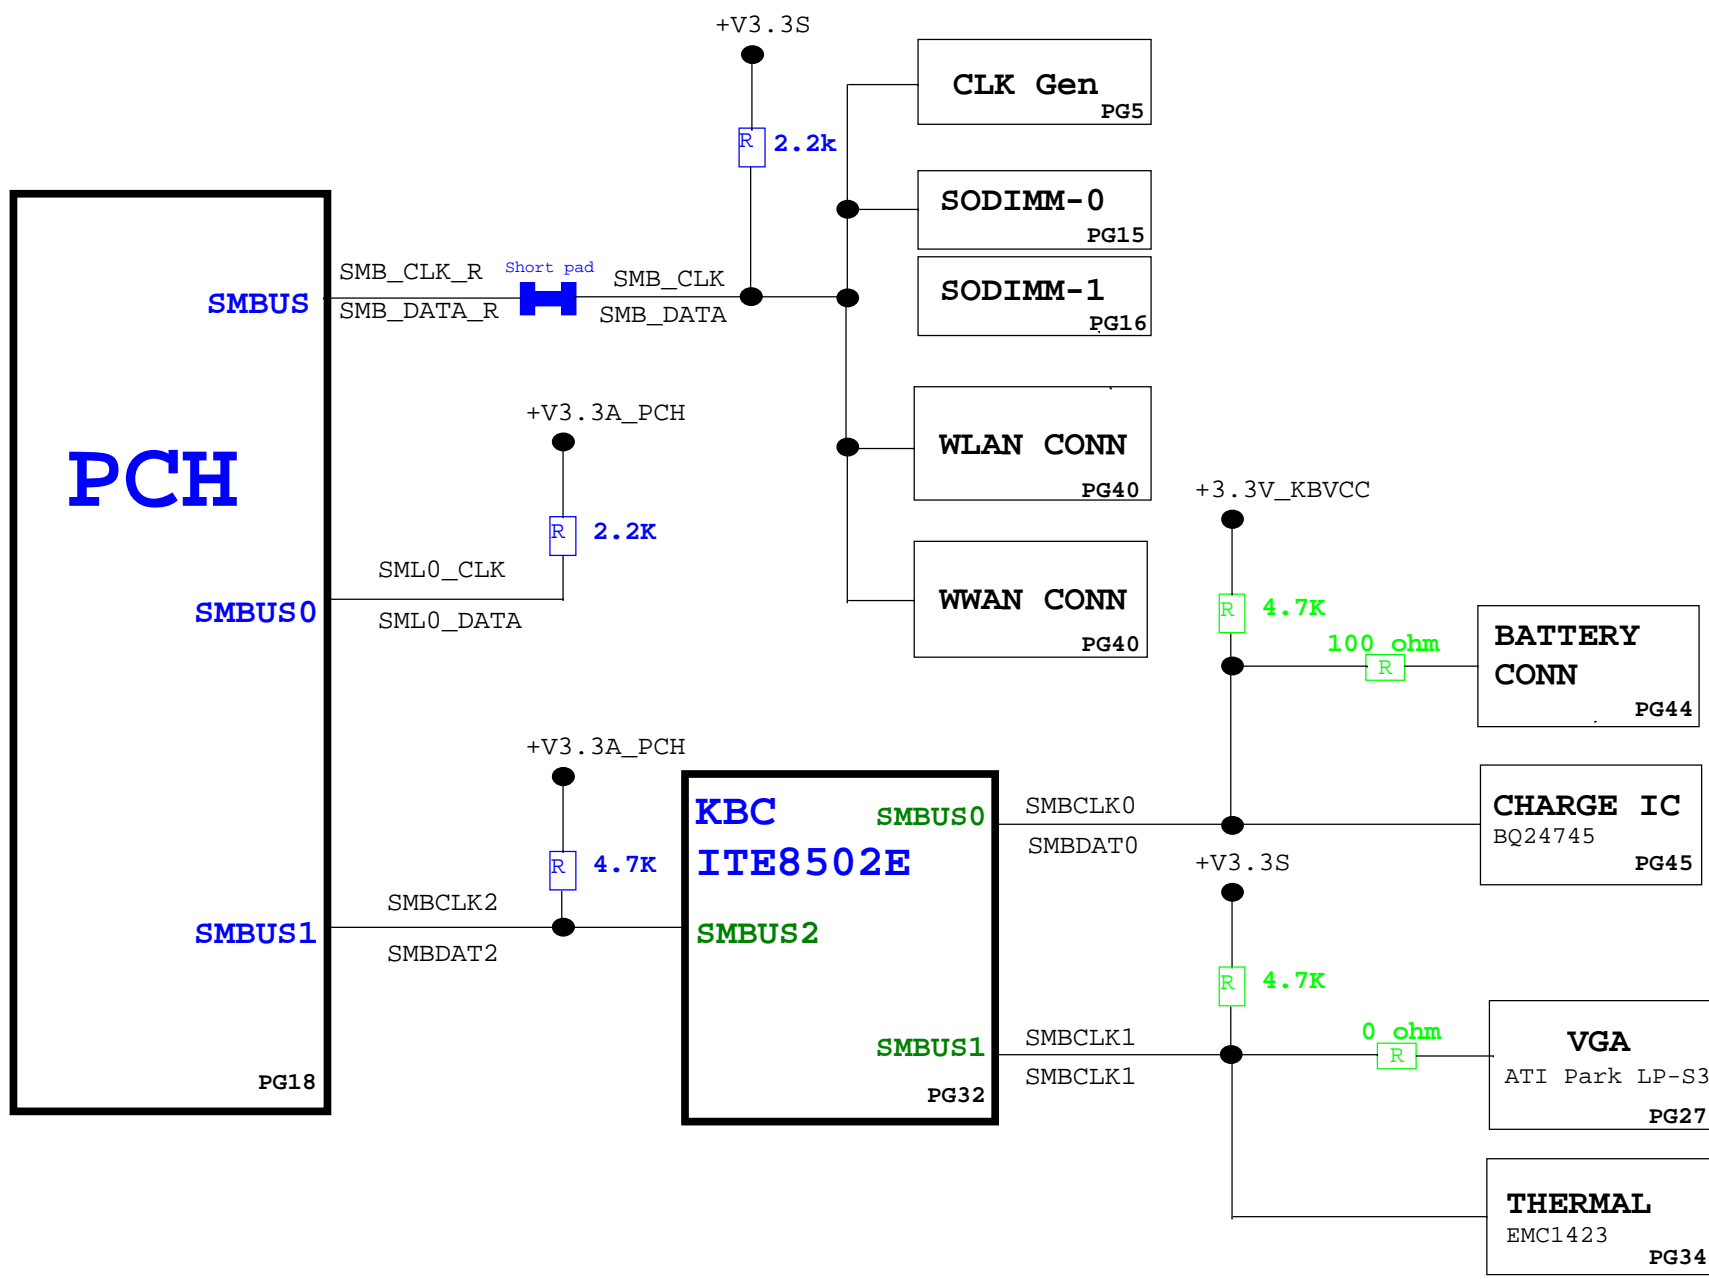 +V3.3S
R 2.2k
CLK Gen
PG5
SODIMM-0
PG15
SMB_CLK_R
Short pad
SMB_CLK
SMBUS
SMB_DATA_R
SMB_DATA
SODIMM-1
PG16
PCH
+V3.3A_PCH
R 2.2K
WLAN CONN
PG40
SML0_CLK
SMBUS0
SML0_DATA
WWAN CONN
PG40
+3.3V_KBVCC
R 4.7K
100 ohm
R
BATTERY
CONN
PG44
+V3.3A_PCH
R 4.7K
SMBCLK2
SMBUS1
SMBDAT2
PG18
KBC
ITE8502E
SMBUS0
SMBUS2
SMBUS1
PG32
SMBCLK0
SMBDAT0
CHARGE IC
BQ24745
PG45
+V3.3S
R 4.7K
SMBCLK1
SMBCLK1
0 ohm
R
VGA
ATI Park LP-S3
PG27
THERMAL
EMC1423
PG34